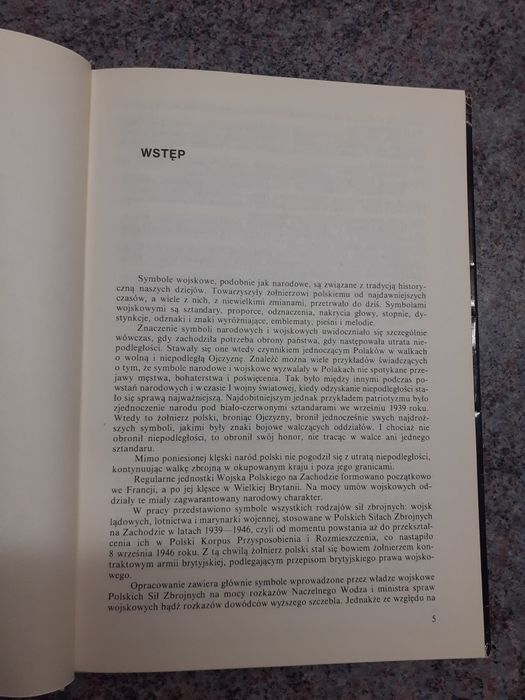 WSTĘP
Symbole wojskowe, podobnie jak narodowe, są związane z tradycją history-
czną naszych dziejów. Towarzyszyły żołnierzowi polskiemu od najdawniejszych
czasów, a wiele z nich, z niewielkimi zmianami, przetrwało do dziś. Symbolami
wojskowymi są sztandary, proporce, odznaczenia, nakrycia głowy, stopnie, dy-
stynkcje, odznaki i znaki wyróżniające, emblematy, pieśni i melodie.
Znaczenie symboli narodowych i wojskowych uwidoczniało się szczególnie
wówczas, gdy zachodziła potrzeba obrony państwa, gdy następowała utrata nie-
podległości. Stawały się one wtedy czynnikiem jednoczącym Polaków w walkach
o wolną i niepodległą Ojczyznę. Znaleźć można wiele przykładów świadczących
o tym, że symbole narodowe i wojskowe wyzwalały w Polakach nie spotykane prze-
jawy męstwa, bohaterstwa i poświęcenia. Tak było między innymi podczas po-
wstań narodowych i w czasie I wojny światowej, kiedy odzyskanie niepodległości sta-
ło się sprawą najważniejszą. Najdobitniejszym jednak przykładem patriotyzmu było
zjednoczenie narodu pod biało-czerwonymi sztandarami we wrześniu 1939 roku.
Wtedy to żołnierz polski, broniąc Ojczyzny, bronił jednocześnie swych najdroż-
szych symboli, jakimi były znaki bojowe walczących oddziałów. I chociaż nie
obronił niepodległości, to obronił swój honor, nie tracąc w walce ani jednego
sztandaru.
Mimo poniesionej klęski naród polski nie pogodził się z utratą niepodległości,
kontynuując walkę zbrojną w okupowanym kraju i poza jego granicami.
Regularne jednostki Wojska Polskiego na Zachodzie formowano początkowo
we Francji, a po jej klęsce w Wielkiej Brytanii. Na mocy umów wojskowych od-
działy te miały zagwarantowany narodowy charakter.
W pracy przedstawiono symbole wszystkich rodzajów sił zbrojnych: wojsk
lądowych, lotnictwa i marynarki wojennej, stosowane w Polskich Siłach Zbrojnych
na Zachodzie w latach 1939—1946, czyli od momentu powstania aż do przekształ-
cenia ich w Polski Korpus Przysposobienia i Rozmieszczenia, co nastąpiło
8 września 1946 roku. Z tą chwilą żołnierz polski stał się bowiem żołnierzem kon-
traktowym armii brytyjskiej, podlegającym przepisom brytyjskiego prawa wojsko-
wego.
Opracowanie zawiera głównie symbole wprowadzone przez władze wojskowe
Polskich Sił Zbrojnych na mocy rozkazów Naczelnego Wodza i ministra spraw
wojskowych bądź rozkazów dowódców wyższego szczebla. Jednakże ze względu na
5